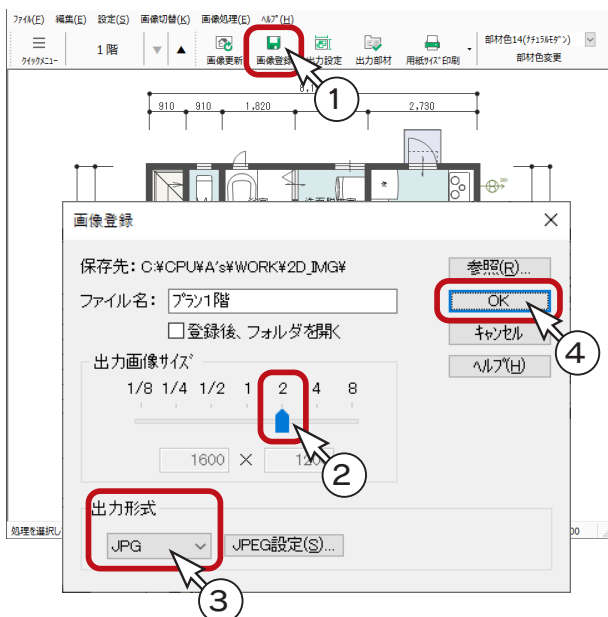 ファイル(F) 編集(E) 設定(S) 画像切替(K) 画像処理(E) ヘルプ(H)
クイックメニュー 1階 ▼ ▲ 画像更新 画像登録 出力設定 出力部材 用紙サイズ印刷
部材色14(ナチュラルモダン)
部材色変更
①
910 910 1,820 2,730
画像登録
保存先: C:¥CPU¥A's¥WORK¥2D_IMG¥
参照(R)...
ファイル名: プラン1階
OK
登録後、フォルダを開く
キャンセル
④
ヘルプ(H)
出力画像サイズ
1/8 1/4 1/2 1 2 4 8
1600 ×
②
出力形式
JPG JPEG設定(S)...
③
処理を選択し